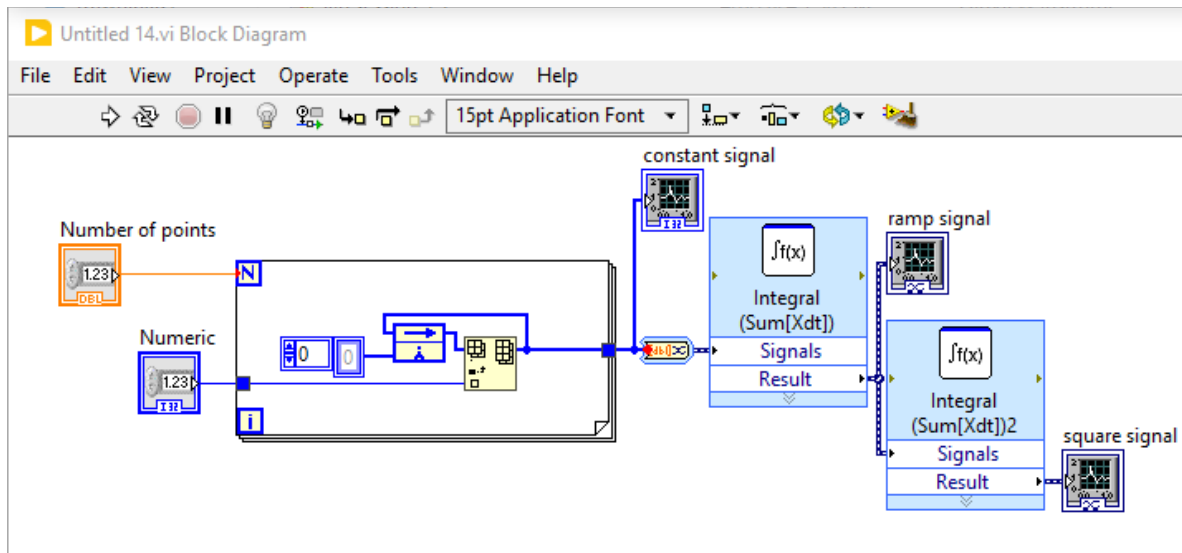 Untitled 14.vi Block Diagram
File Edit View Project Operate Tools Window Help
15pt Application Font
constant signal
I32
Number of points
1.23
DBL
N
∫f(x)
Integral
(Sum[Xdt])
Signals
Result
ramp signal
Numeric
1.23
I32
0
0
i
∫f(x)
Integral
(Sum[Xdt])2
Signals
Result
square signal